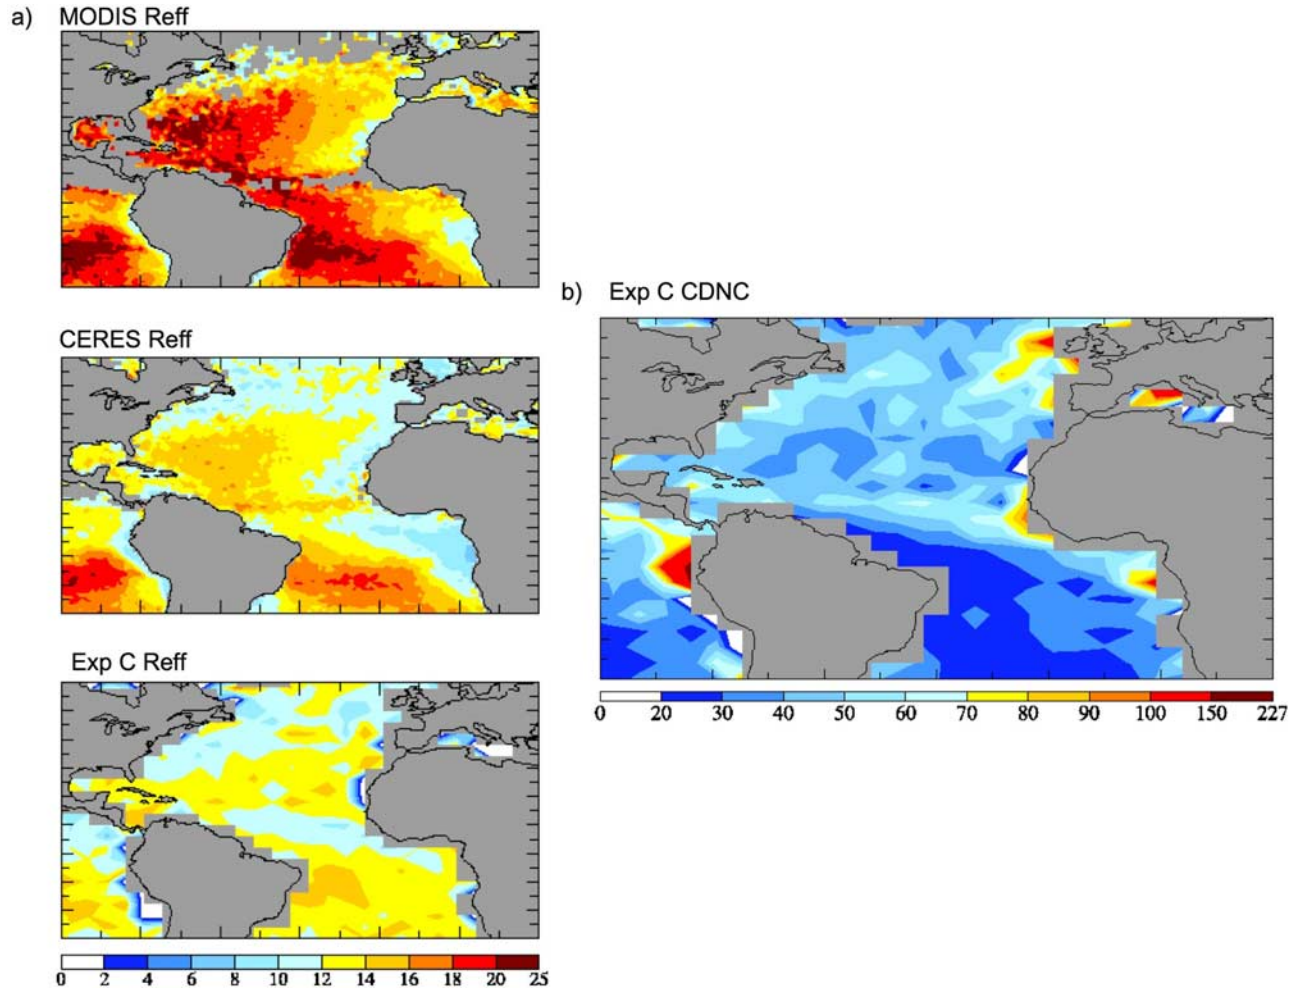 a) MODIS Reff
CERES Reff
b) Exp C CDNC
Exp C Reff
0 20 30 40 50 60 70 80 90 100 150 227
0 2 4 6 8 10 12 14 16 18 20 25